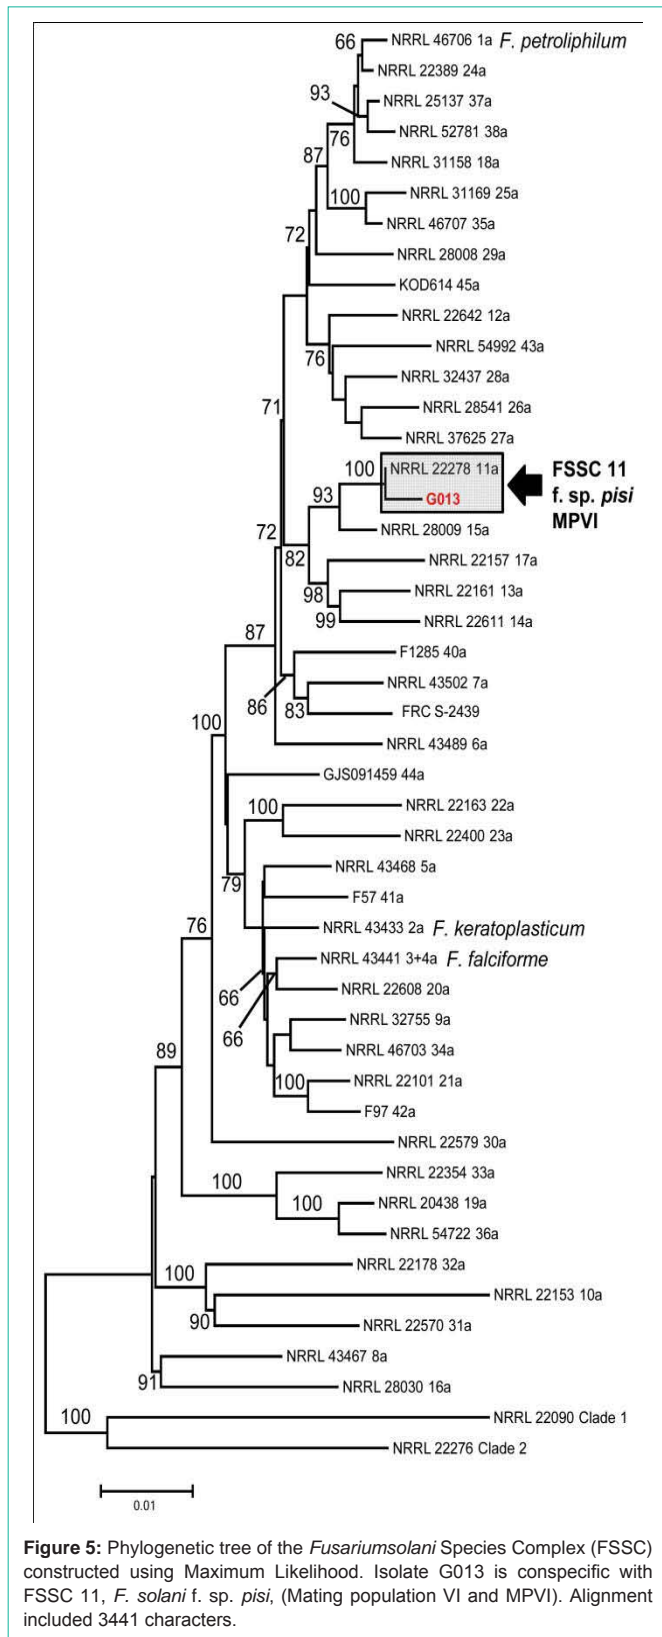 66
NRRL 46706 1a F. petroliphilum
NRRL 22389 24a
93
NRRL 25137 37a
NRRL 52781 38a
76
87
NRRL 31158 18a
100
NRRL 31169 25a
NRRL 46707 35a
72
NRRL 28008 29a
KOD614 45a
NRRL 22642 12a
76
NRRL 54992 43a
NRRL 32437 28a
71
NRRL 28541 26a
NRRL 37625 27a
100
NRRL 22278 11a
FSSC 11
93
G013
f. sp. pisi
MPVI
72
NRRL 28009 15a
82
NRRL 22157 17a
98
NRRL 22161 13a
99
NRRL 22611 14a
87
F1285 40a
86
NRRL 43502 7a
83
FRC S-2439
100
NRRL 43489 6a
GJS091459 44a
100
NRRL 22163 22a
NRRL 22400 23a
79
NRRL 43468 5a
F57 41a
76
NRRL 43433 2a F. keratoplasticum
NRRL 43441 3+4a F. falciforme
66
NRRL 22608 20a
66
NRRL 32755 9a
89
NRRL 46703 34a
100
NRRL 22101 21a
F97 42a
NRRL 22579 30a
100
NRRL 22354 33a
100
NRRL 20438 19a
NRRL 54722 36a
100
NRRL 22178 32a
NRRL 22153 10a
90
NRRL 22570 31a
NRRL 43467 8a
91
NRRL 28030 16a
100
NRRL 22090 Clade 1
NRRL 22276 Clade 2
0.01
Figure 5: Phylogenetic tree of the Fusariumsolani Species Complex (FSSC)
constructed using Maximum Likelihood. Isolate G013 is conspecific with
FSSC 11, F. solani f. sp. pisi, (Mating population VI and MPVI). Alignment
included 3441 characters.